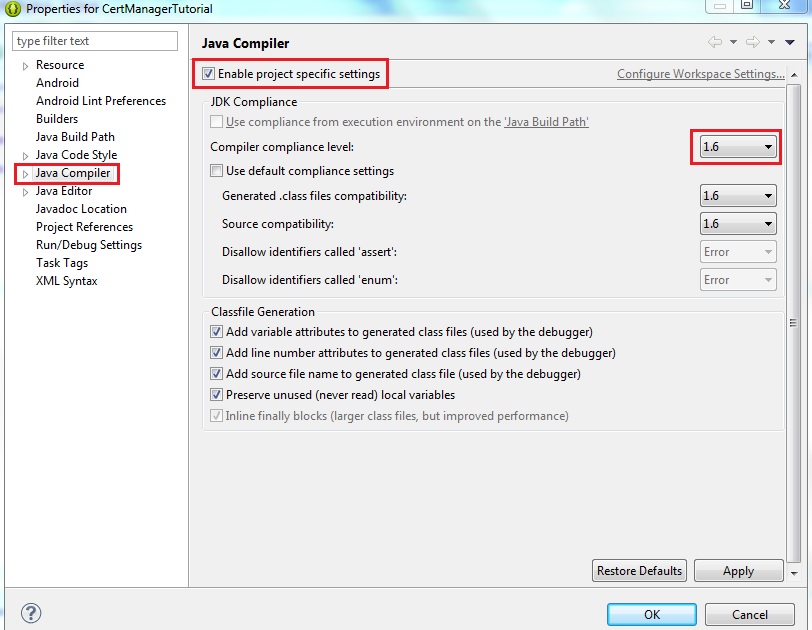 Properties for CertManagerTutorial
type filter text
Resource
Android
Android Lint Preferences
Builders
Java Build Path
Java Code Style
Java Compiler
Java Editor
Javadoc Location
Project References
Run/Debug Settings
Task Tags
XML Syntax
Java Compiler
Enable project specific settings
Configure Workspace Settings...
JDK Compliance
Use compliance from execution environment on the 'Java Build Path'
Compiler compliance level: 1.6
Use default compliance settings
Generated .class files compatibility: 1.6
Source compatibility: 1.6
Disallow identifiers called 'assert': Error
Disallow identifiers called 'enum': Error
Classfile Generation
Add variable attributes to generated class files (used by the debugger)
Add line number attributes to generated class files (used by the debugger)
Add source file name to generated class file (used by the debugger)
Preserve unused (never read) local variables
Inline finally blocks (larger class files, but improved performance)
Restore Defaults Apply
? OK Cancel